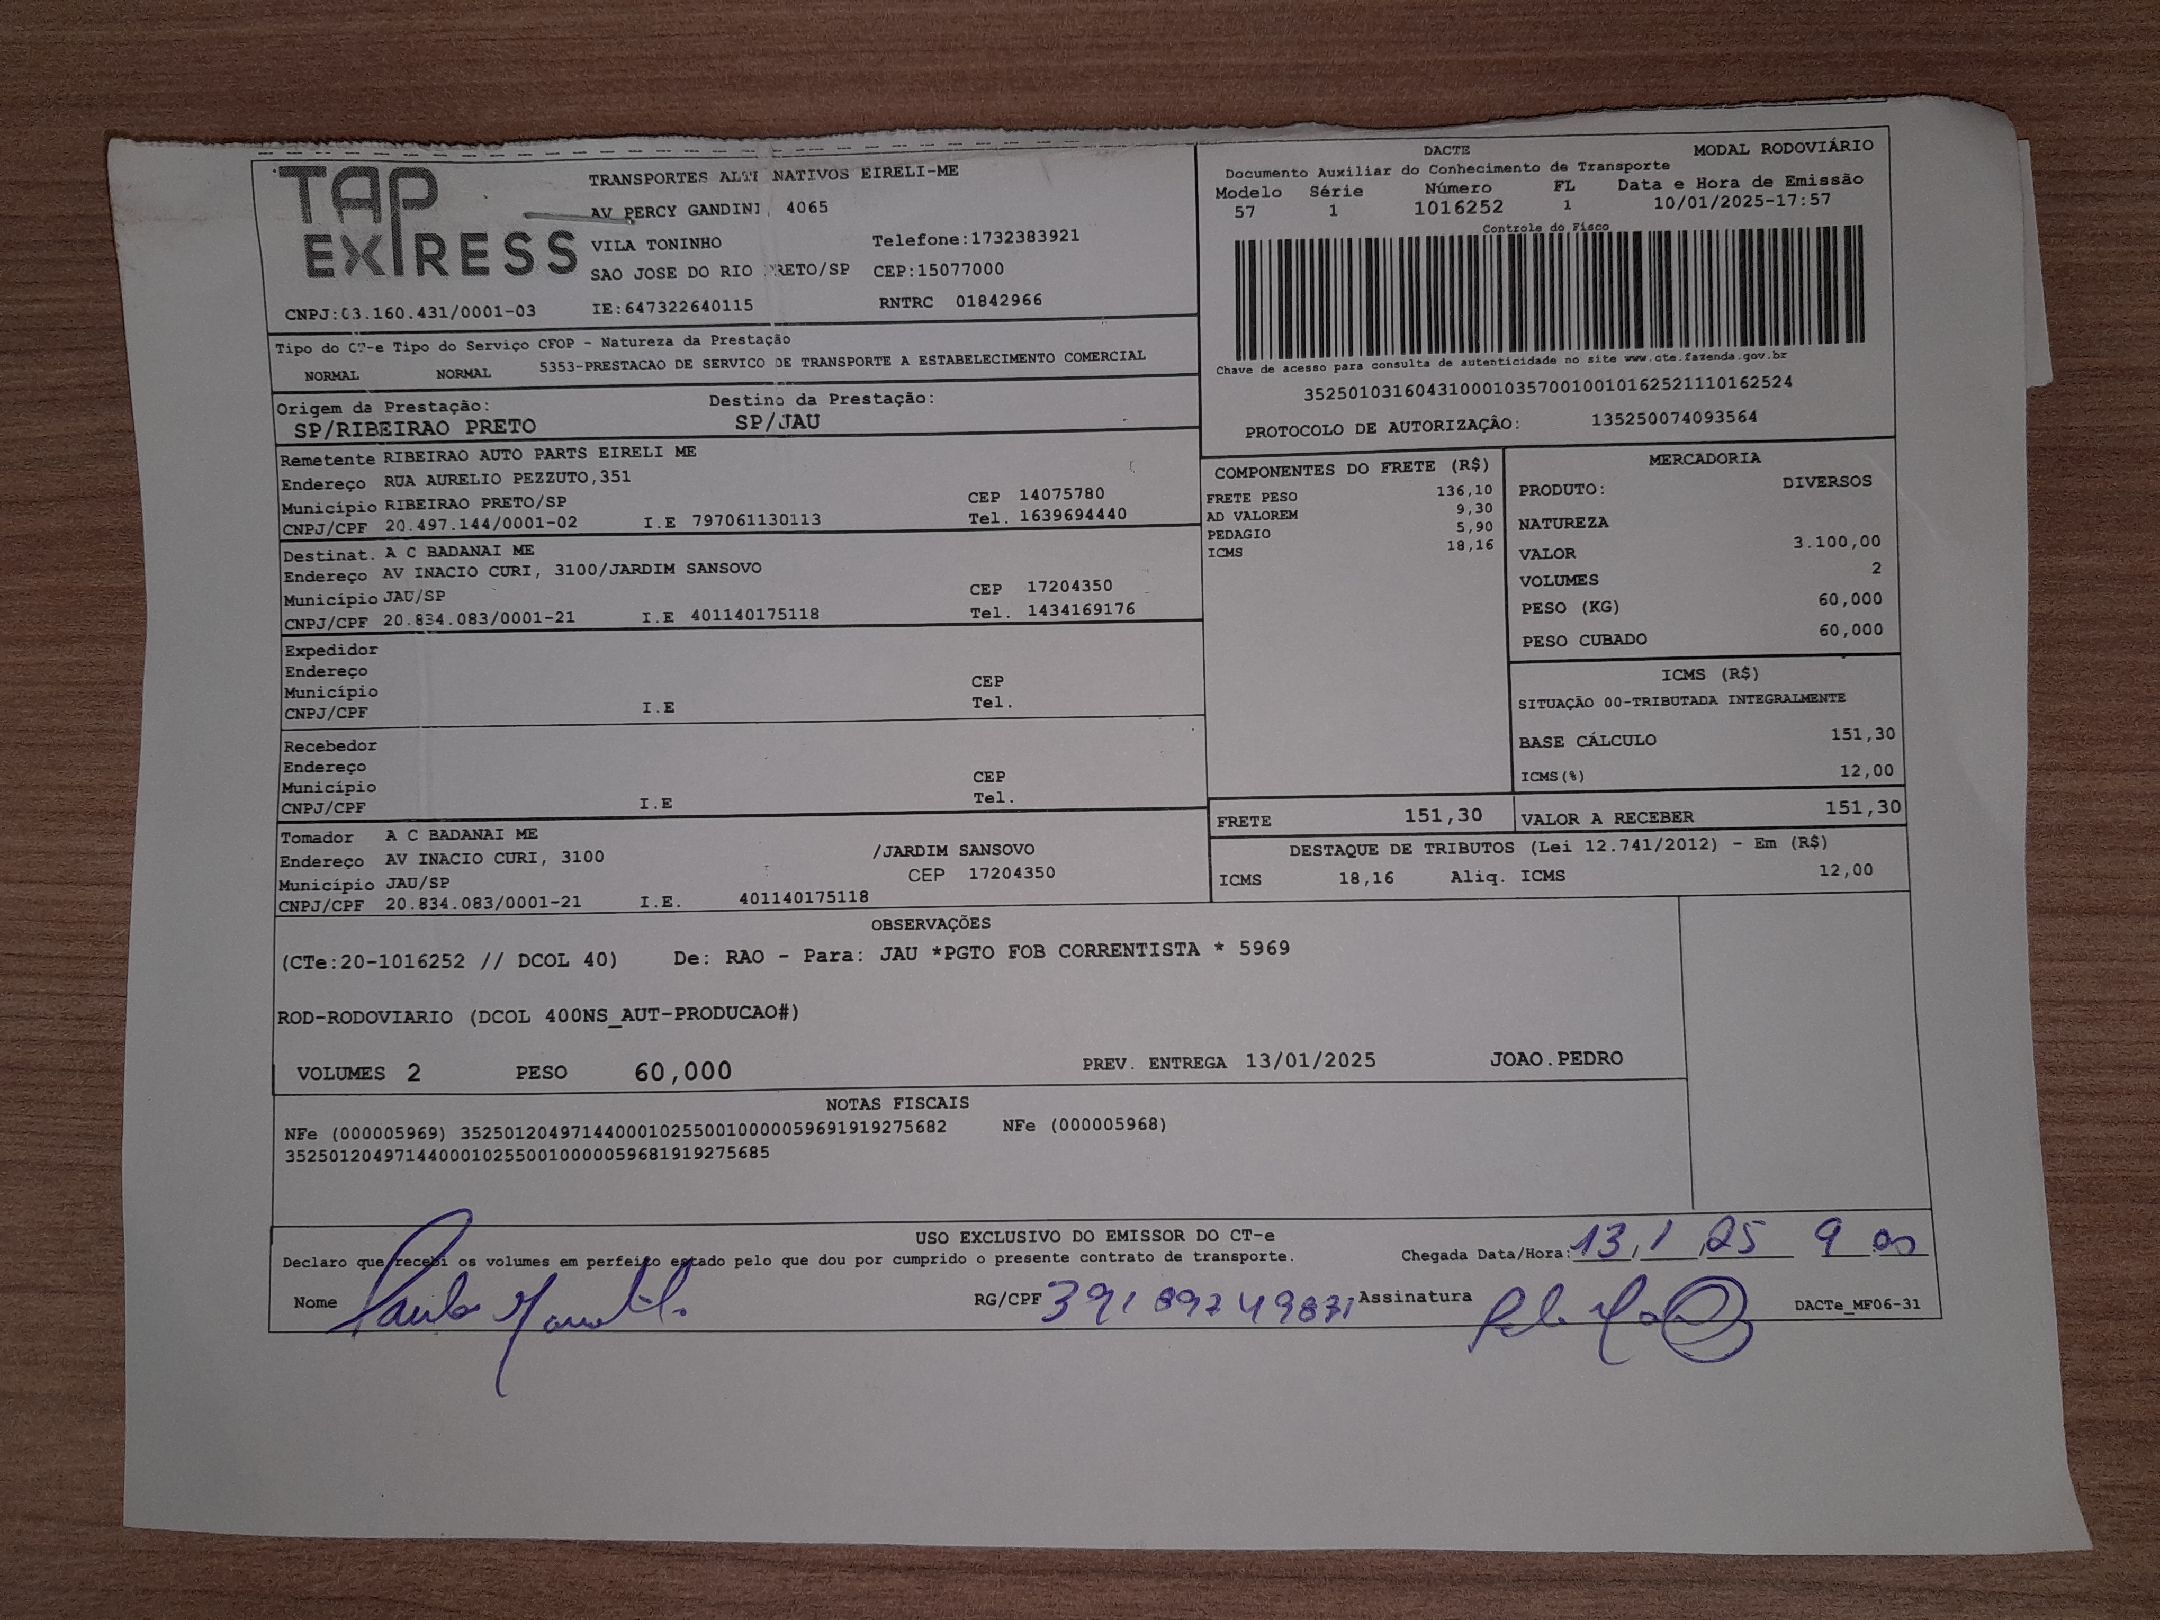 TAP EXPRESS
TRANSPORTES NATIVOS EIRELI-ME
AV PERCY GANDINI, 4065
VILA TONINHO Telefone:1732383921
SAO JOSE DO RIO PRETO/SP CEP:15077000
CNPJ:03.160.431/0001-03 IE:647322640115 RNTRC 01842966
DACTE MODAL RODOVIÁRIO
Documento Auxiliar do Conhecimento de Transporte
Modelo Série Número FL Data e Hora de Emissão
57 1 1016252 1 10/01/2025-17:57
Controle do Fisco
Chave de acesso para consulta de autenticidade no site www.cte.fazenda.gov.br
35250103160431000103570010010162521110162524
PROTOCOLO DE AUTORIZAÇÂO: 135250074093564
Tipo do CT-e Tipo do Serviço CFOP - Natureza da Prestação
NORMAL NORMAL 5353-PRESTACAO DE SERVICO DE TRANSPORTE A ESTABELECIMENTO COMERCIAL
Origem da Prestação: Destino da Prestação:
SP/RIBEIRAO PRETO SP/JAU
Remetente RIBEIRAO AUTO PARTS EIRELI ME
Endereço RUA AURELIO PEZZUTO,351
Município RIBEIRAO PRETO/SP CEP 14075780
CNPJ/CPF 20.497.144/0001-02 I.E 797061130113 Tel. 1639694440
Destinat. A C BADANAI ME
Endereço AV INACIO CURI, 3100/JARDIM SANSOVO
Município JAU/SP CEP 17204350
CNPJ/CPF 20.834.083/0001-21 I.E 401140175118 Tel. 1434169176
Expedidor
Endereço
Município CEP
CNPJ/CPF I.E Tel.
Recebedor
Endereço
Município CEP
CNPJ/CPF I.E Tel.
Tomador A C BADANAI ME
Endereço AV INACIO CURI, 3100 /JARDIM SANSOVO
Município JAU/SP CEP 17204350
CNPJ/CPF 20.834.083/0001-21 I.E. 401140175118
COMPONENTES DO FRETE (R$)
FRETE PESO 136,10
AD VALOREM 9,30
PEDAGIO 5,90
ICMS 18,16
MERCADORIA
PRODUTO: DIVERSOS
NATUREZA
VALOR 3.100,00
VOLUMES 2
PESO (KG) 60,000
PESO CUBADO 60,000
ICMS (R$)
SITUAÇÃO 00-TRIBUTADA INTEGRALMENTE
BASE CÁLCULO 151,30
ICMS(%) 12,00
FRETE 151,30 VALOR A RECEBER 151,30
DESTAQUE DE TRIBUTOS (Lei 12.741/2012) - Em (R$)
ICMS 18,16 Aliq. ICMS 12,00
OBSERVAÇÕES
(CTe:20-1016252 // DCOL 40) De: RAO - Para: JAU *PGTO FOB CORRENTISTA * 5969
ROD-RODOVIARIO (DCOL 400NS_AUT-PRODUCAO#)
VOLUMES 2 PESO 60,000 PREV. ENTREGA 13/01/2025 JOAO.PEDRO
NOTAS FISCAIS
NFe (000005969) 35250120497144000102550010000059691919275682 NFe (000005968)
35250120497144000102550010000059681919275685
USO EXCLUSIVO DO EMISSOR DO CT-e
Declaro que recebi os volumes em perfeito estado pelo que dou por cumprido o presente contrato de transporte. Chegada Data/Hora: 13/1/25 9 00
Nome RG/CPF Assinatura DACTe_MF06-31